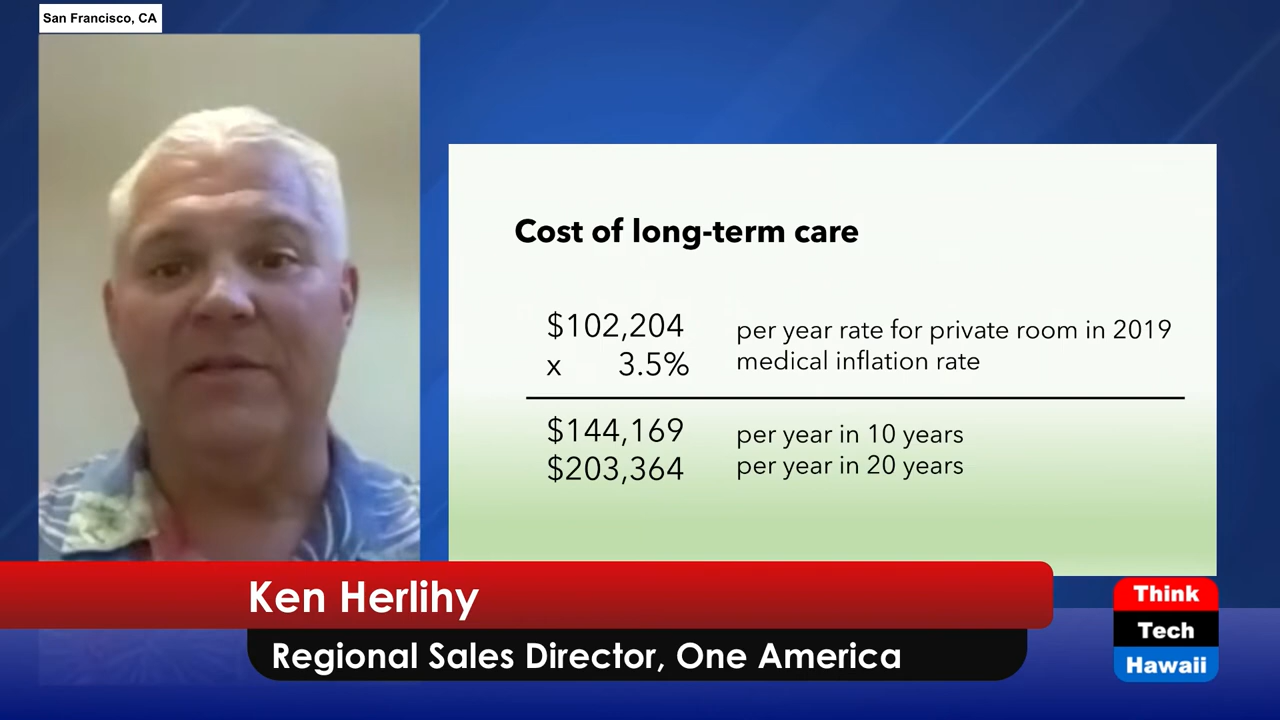 San Francisco, CA
Cost of long-term care
$102,204 per year rate for private room in 2019
x 3.5% medical inflation rate
$144,169 per year in 10 years
$203,364 per year in 20 years
Ken Herlihy
Regional Sales Director, One America
Think
Tech
Hawaii